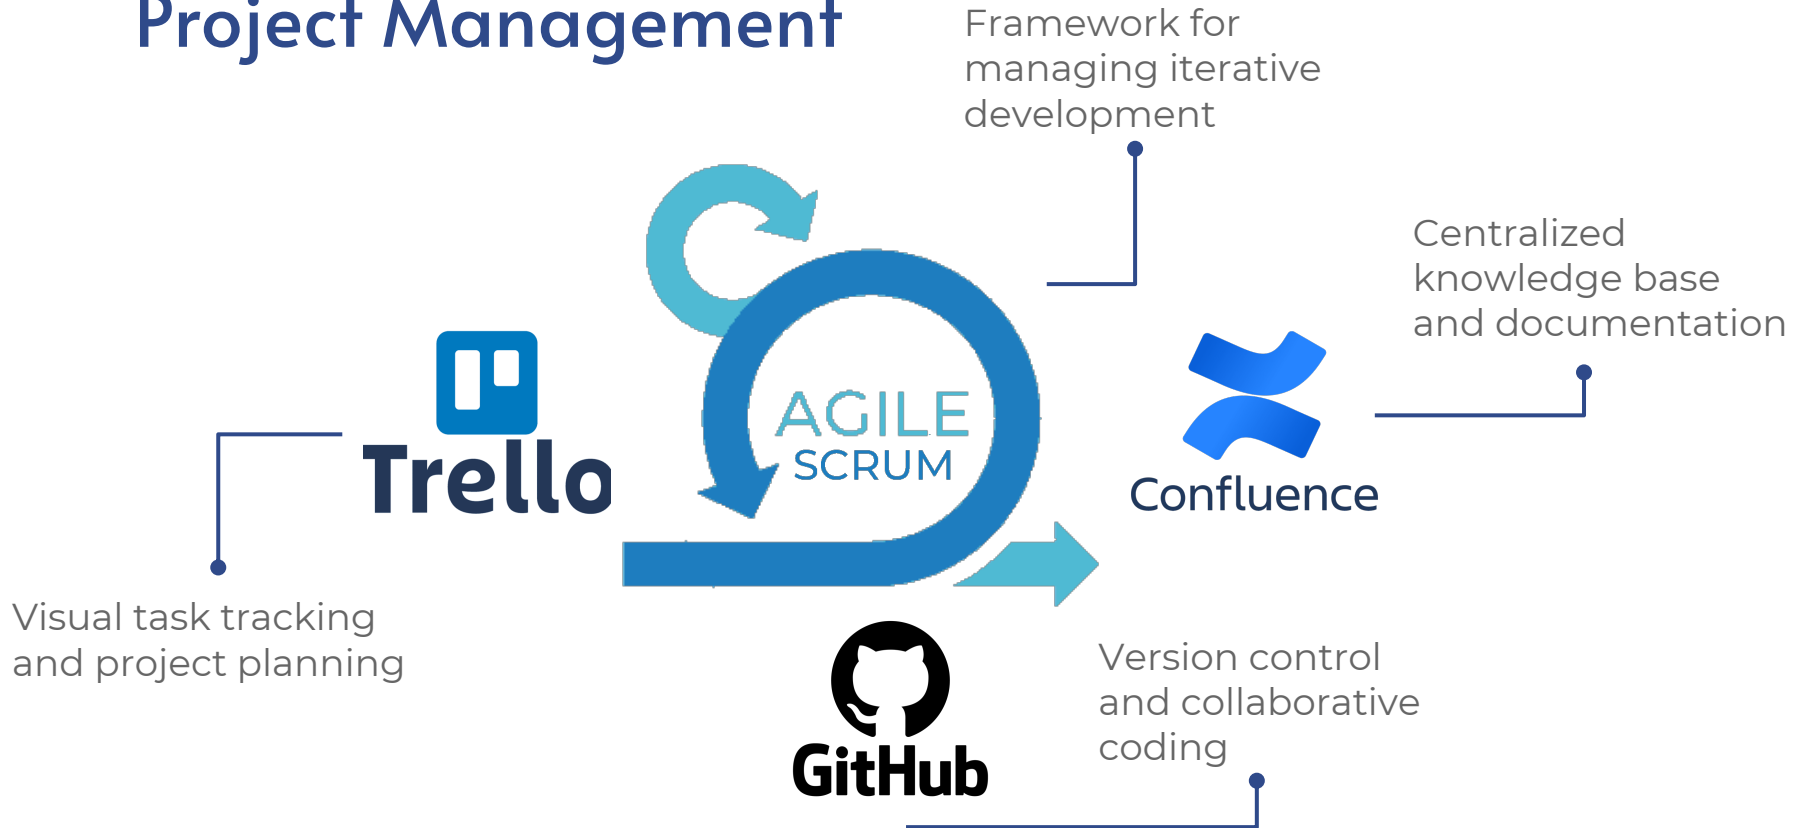 Project Management
Framework for
managing iterative
development
Centralized
knowledge base
and documentation
AGILE
SCRUM
Trello
Confluence
Visual task tracking
and project planning
GitHub
Version control
and collaborative
coding